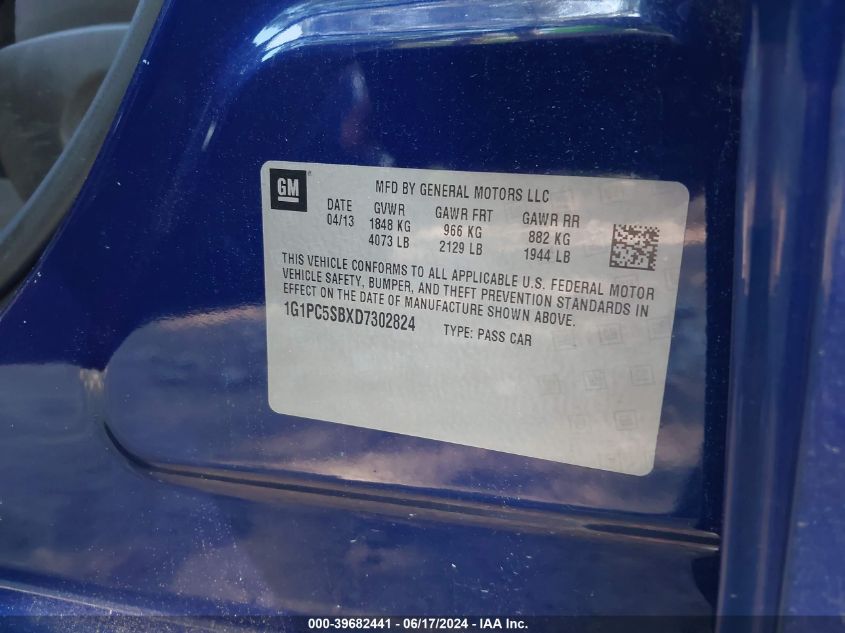 GM
MFD BY GENERAL MOTORS LLC
DATE GVWR GAWR FRT GAWR RR
04/13 1848 KG 966 KG 882 KG
4073 LB 2129 LB 1944 LB
THIS VEHICLE CONFORMS TO ALL APPLICABLE U.S. FEDERAL MOTOR
VEHICLE SAFETY, BUMPER, AND THEFT PREVENTION STANDARDS IN
EFFECT ON THE DATE OF MANUFACTURE SHOWN ABOVE.
1G1PC5SBXD7302824 TYPE: PASS CAR
000-39682441 - 06/17/2024 - IAA Inc.